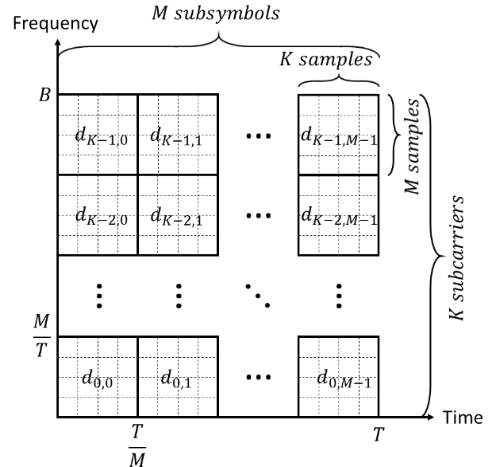 M subsymbols
Frequency
K samples
B
d_{K-1,0} d_{K-1,1} ... d_{K-1,M-1}
M samples
d_{K-2,0} d_{K-2,1} ... d_{K-2,M-1}
K subcarriers
M/T
d_{0,0} d_{0,1} ... d_{0,M-1}
Time
T/M
T